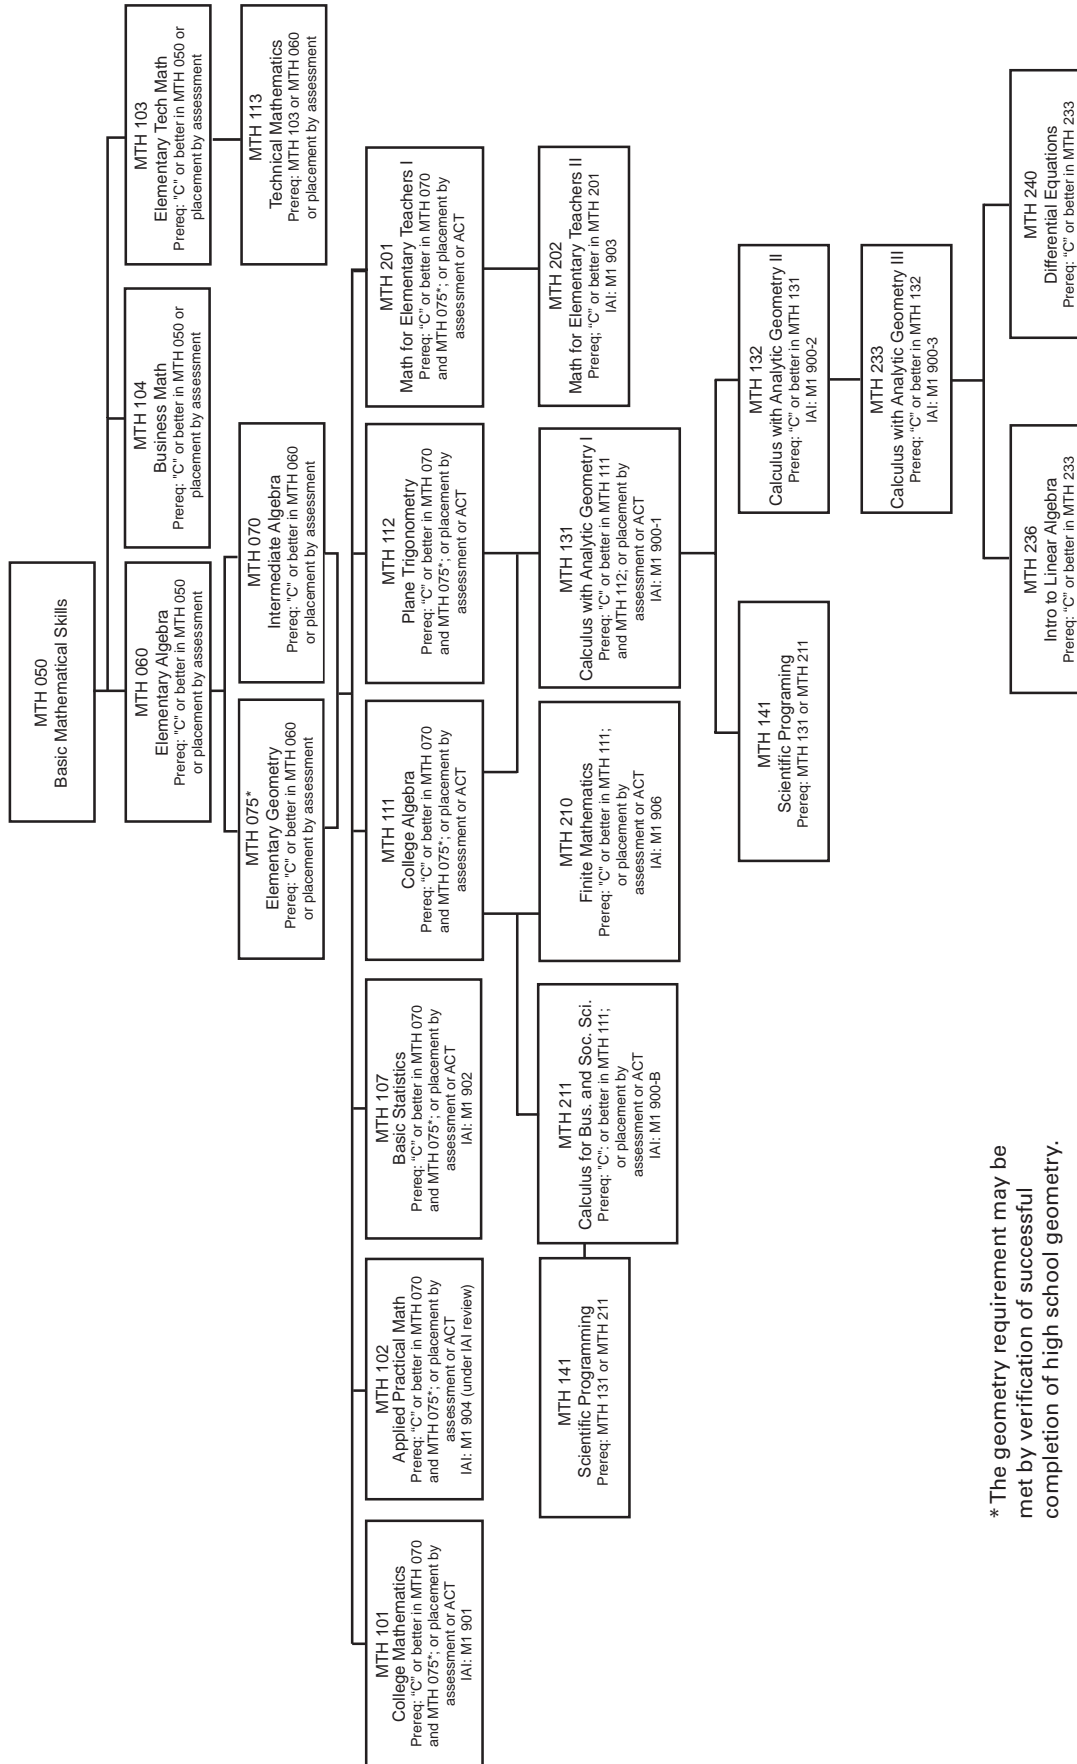 MTH 050
Basic Mathematical Skills
MTH 060
Elementary Algebra
Prereq: "C" or better in MTH 050
or placement by assessment
MTH 104
Business Math
Prereq: "C" or better in MTH 050 or
placement by assessment
MTH 103
Elementary Tech Math
Prereq: "C" or better in MTH 050 or
placement by assessment
MTH 075*
Elementary Geometry
Prereq: "C" or better in MTH 060
or placement by assessment
MTH 070
Intermediate Algebra
Prereq: "C" or better in MTH 060
or placement by assessment
MTH 113
Technical Mathematics
Prereq: MTH 103 or MTH 060
or placement by assessment
MTH 101
College Mathematics
Prereq: "C" or better in MTH 070
and MTH 075*; or placement by
assessment or ACT
IAI: M1 901
MTH 102
Applied Practical Math
Prereq: "C" or better in MTH 070
and MTH 075*; or placement by
assessment or ACT
IAI: M1 904 (under IAI review)
MTH 107
Basic Statistics
Prereq: "C" or better in MTH 070
and MTH 075*; or placement by
assessment or ACT
IAI: M1 902
MTH 111
College Algebra
Prereq: "C" or better in MTH 070
and MTH 075*; or placement by
assessment or ACT
MTH 112
Plane Trigonometry
Prereq: "C" or better in MTH 070
and MTH 075*; or placement by
assessment or ACT
MTH 201
Math for Elementary Teachers I
Prereq: "C" or better in MTH 070
and MTH 075*; or placement by
assessment or ACT
MTH 141
Scientific Programming
Prereq: MTH 131 or MTH 211
MTH 211
Calculus for Bus. and Soc. Sci.
Prereq: "C": or better in MTH 111;
or placement by
assessment or ACT
IAI: M1 900-B
MTH 210
Finite Mathematics
Prereq: "C" or better in MTH 111;
or placement by
assessment or ACT
IAI: M1 906
MTH 131
Calculus with Analytic Geometry I
Prereq: "C" or better in MTH 111
and MTH 112; or placement by
assessment or ACT
IAI: M1 900-1
MTH 202
Math for Elementary Teachers II
Prereq; "C" or better in MTH 201
IAI: M1 903
MTH 141
Scientific Programing
Prereq: MTH 131 or MTH 211
MTH 132
Calculus with Analytic Geometry II
Prereq: "C" or better in MTH 131
IAI: M1 900-2
MTH 233
Calculus with Analytic Geometry III
Prereq: "C" or better in MTH 132
IAI: M1 900-3
MTH 236
Intro to Linear Algebra
Prereq: "C" or better in MTH 233
MTH 240
Differential Equations
Prereq: "C" or better in MTH 233
* The geometry requirement may be
met by verification of successful
completion of high school geometry.